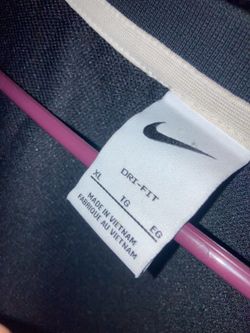 DRI-FIT
XL TG EG
MADE IN VIETNAM
FABRIQUÉ AU VIETNAM